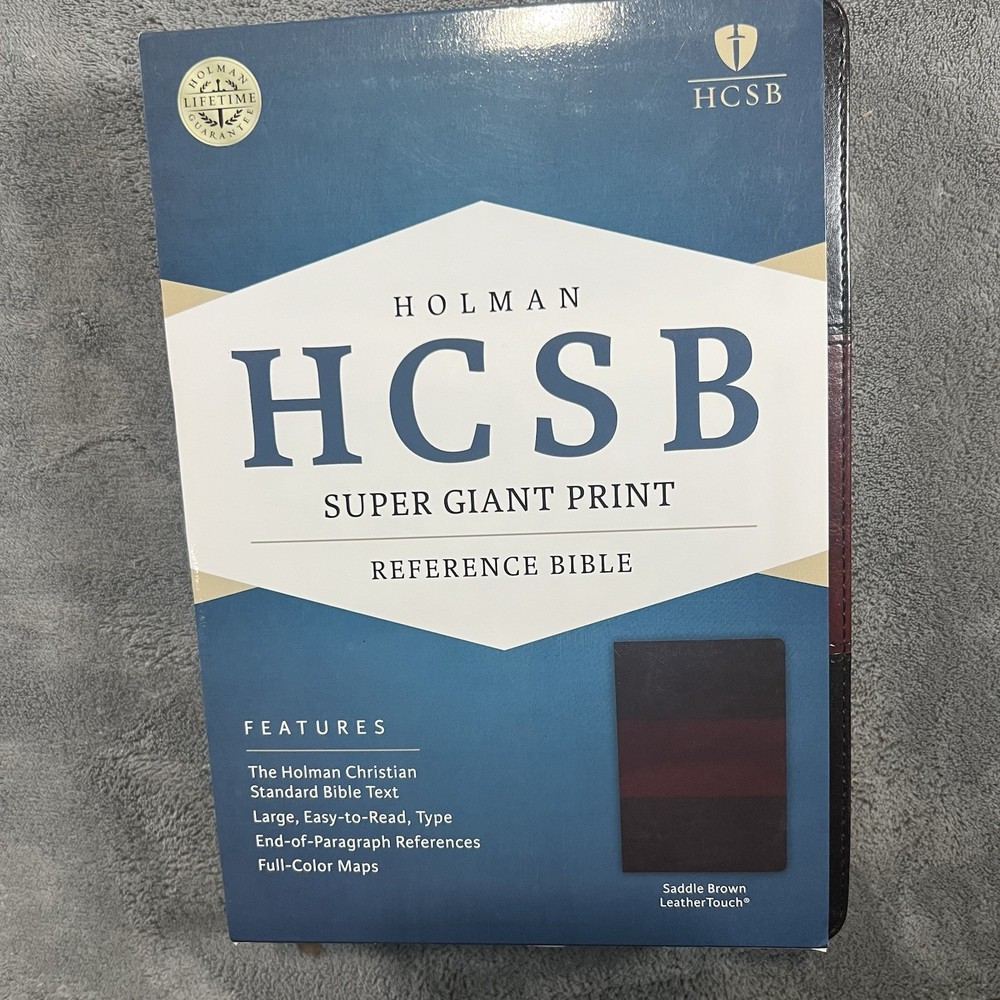 HOLMAN
LIFETIME
GUARANTEE
HCSB
HOLMAN
HCSB
SUPER GIANT PRINT
REFERENCE BIBLE
FEATURES
The Holman Christian
Standard Bible Text
Large, Easy-to-Read, Type
End-of-Paragraph References
Full-Color Maps
Saddle Brown
LeatherTouch®